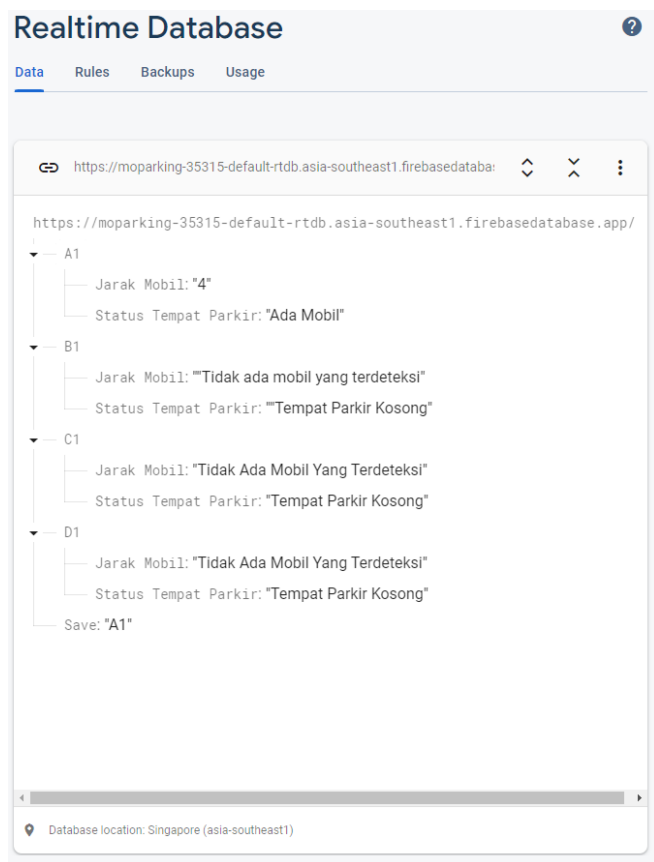 Realtime Database
Data Rules Backups Usage
https://moparking-35315-default-rtdb.asia-southeast1.firebasedataba
https://moparking-35315-default-rtdb.asia-southeast1.firebasedatabase.app/
A1
Jarak Mobil: "4"
Status Tempat Parkir: "Ada Mobil"
B1
Jarak Mobil: ""Tidak ada mobil yang terdeteksi"
Status Tempat Parkir: ""Tempat Parkir Kosong"
C1
Jarak Mobil: "Tidak Ada Mobil Yang Terdeteksi"
Status Tempat Parkir: "Tempat Parkir Kosong"
D1
Jarak Mobil: "Tidak Ada Mobil Yang Terdeteksi"
Status Tempat Parkir: "Tempat Parkir Kosong"
Save: "A1"
Database location: Singapore (asia-southeast1)